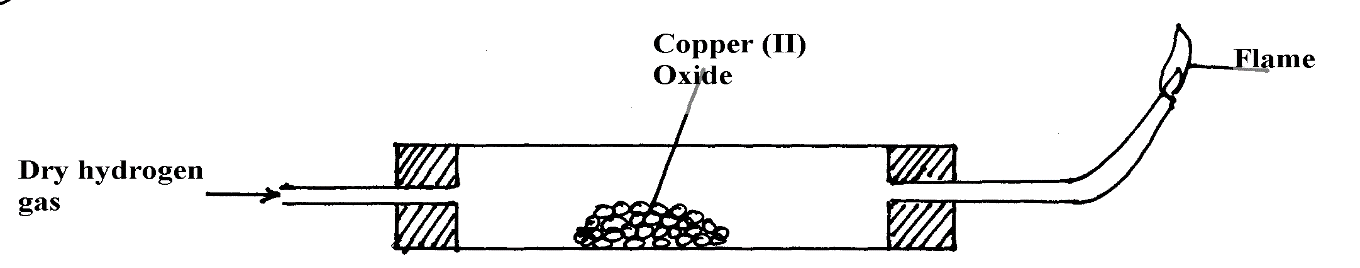 Copper (II)
Oxide
Flame
Dry hydrogen
gas